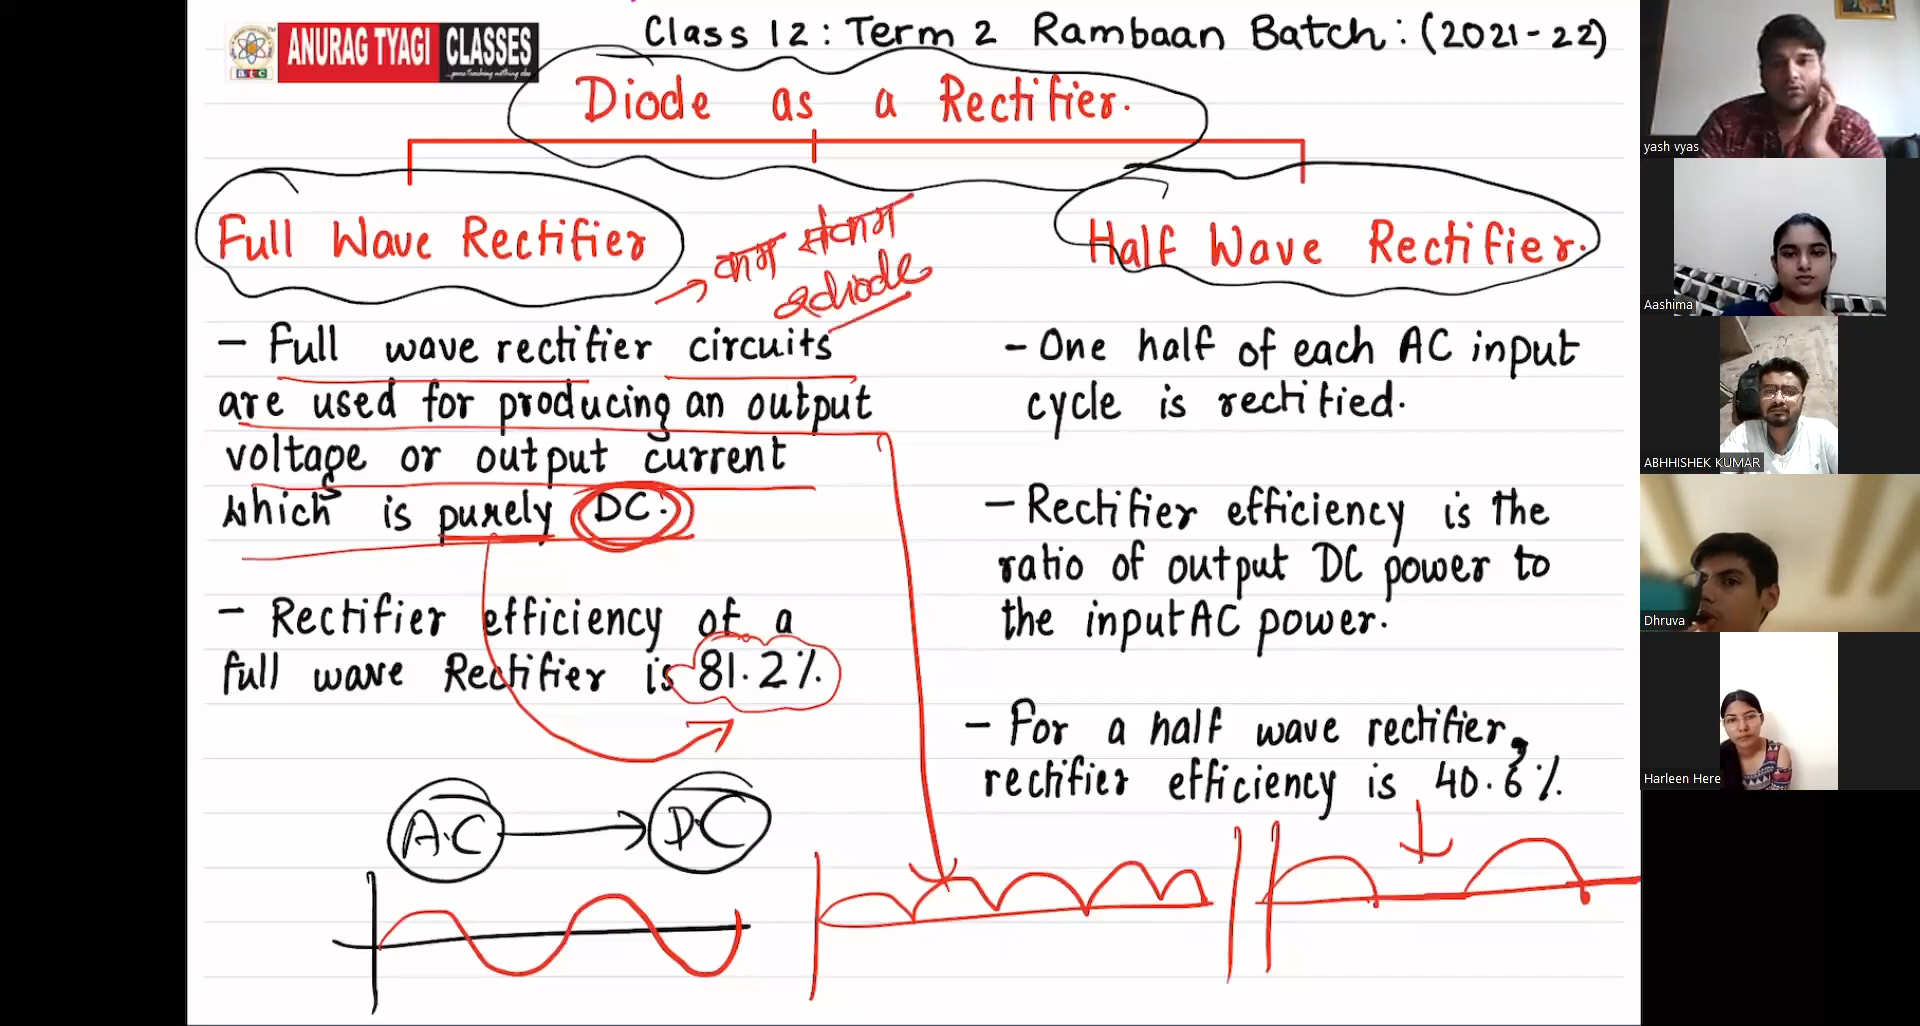 ANURAG TYAGI CLASSES
Class 12 : Term 2 Rambaan Batch : (2021-22)
Diode as a Rectifier.
Full Wave Rectifier
Half Wave Rectifier.
2 diode
- Full wave rectifier circuits
are used for producing an output
voltage or output current
which is purely DC.
- Rectifier efficiency of a
full wave Rectifier is 81.2%.
A.C → DC
- One half of each AC input
cycle is rectified.
- Rectifier efficiency is the
ratio of output DC power to
the input AC power.
- For a half wave rectifier,
rectifier efficiency is 40.6%.
yash vyas
Aashima
ABHHISHEK KUMAR
Dhruva
Harleen Here